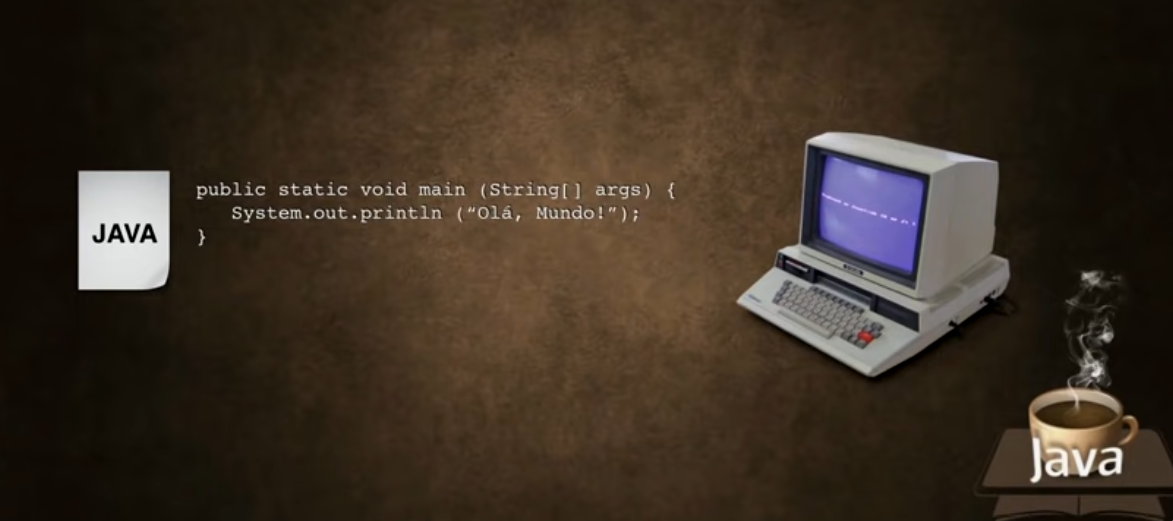 JAVA
public static void main (String[] args) {
System.out.println (“Olá, Mundo!”);
}
Java